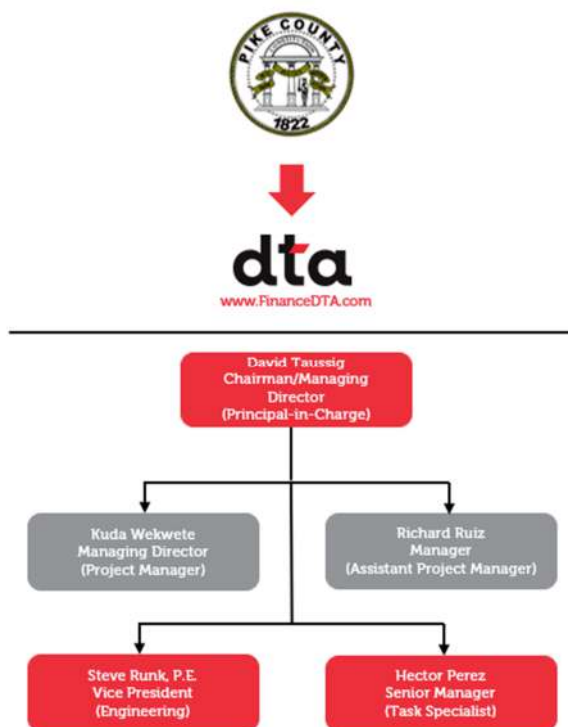 PIKE COUNTY
CONSTITUTION
1822
dta
www.FinanceDTA.com
David Taussig
Chairman/Managing
Director
(Principal-in-Charge)
Kuda Wekwete
Managing Director
(Project Manager)
Richard Ruiz
Manager
(Assistant Project Manager)
Steve Runk, P.E.
Vice President
(Engineering)
Hector Perez
Senior Manager
(Task Specialist)